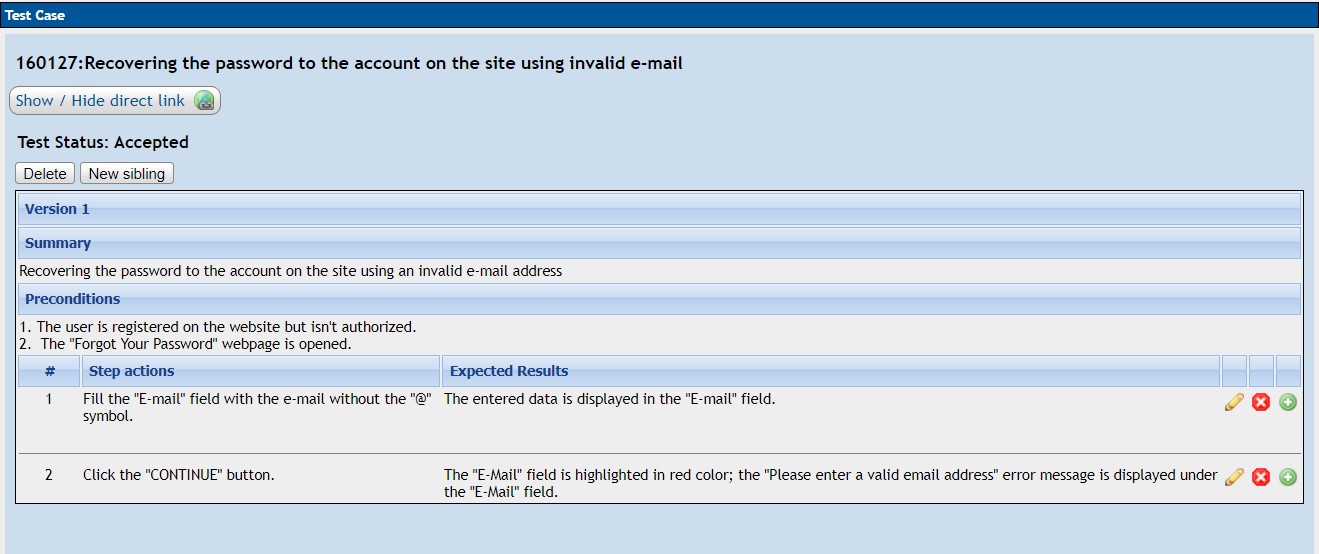 Test Case
160127:Recovering the password to the account on the site using invalid e-mail
Show / Hide direct link
Test Status: Accepted
Delete New sibling
Version 1
Summary
Recovering the password to the account on the site using an invalid e-mail address
Preconditions
1. The user is registered on the website but isn't authorized.
2. The "Forgot Your Password" webpage is opened.
# Step actions Expected Results
1 Fill the "E-mail" field with the e-mail without the "@" The entered data is displayed in the "E-mail" field.
symbol.
2 Click the "CONTINUE" button. The "E-Mail" field is highlighted in red color; the "Please enter a valid email address" error message is displayed under
the "E-Mail" field.